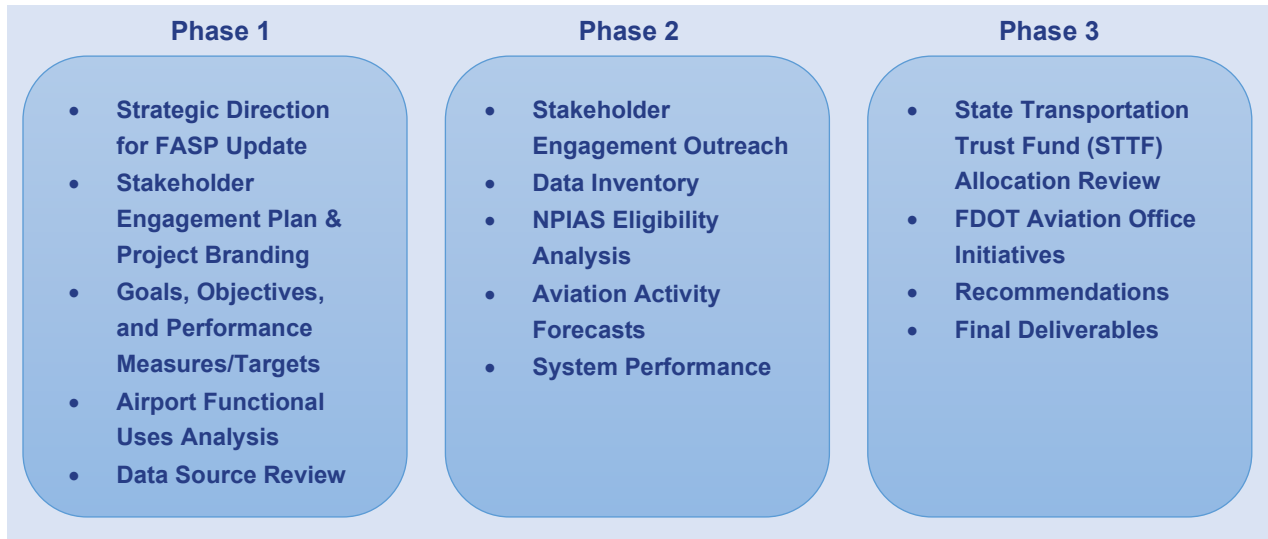 Phase 1
• Strategic Direction
for FASP Update
• Stakeholder
Engagement Plan &
Project Branding
• Goals, Objectives,
and Performance
Measures/Targets
• Airport Functional
Uses Analysis
• Data Source Review
Phase 2
• Stakeholder
Engagement Outreach
• Data Inventory
• NPIAS Eligibility
Analysis
• Aviation Activity
Forecasts
• System Performance
Phase 3
• State Transportation
Trust Fund (STTF)
Allocation Review
• FDOT Aviation Office
Initiatives
• Recommendations
• Final Deliverables